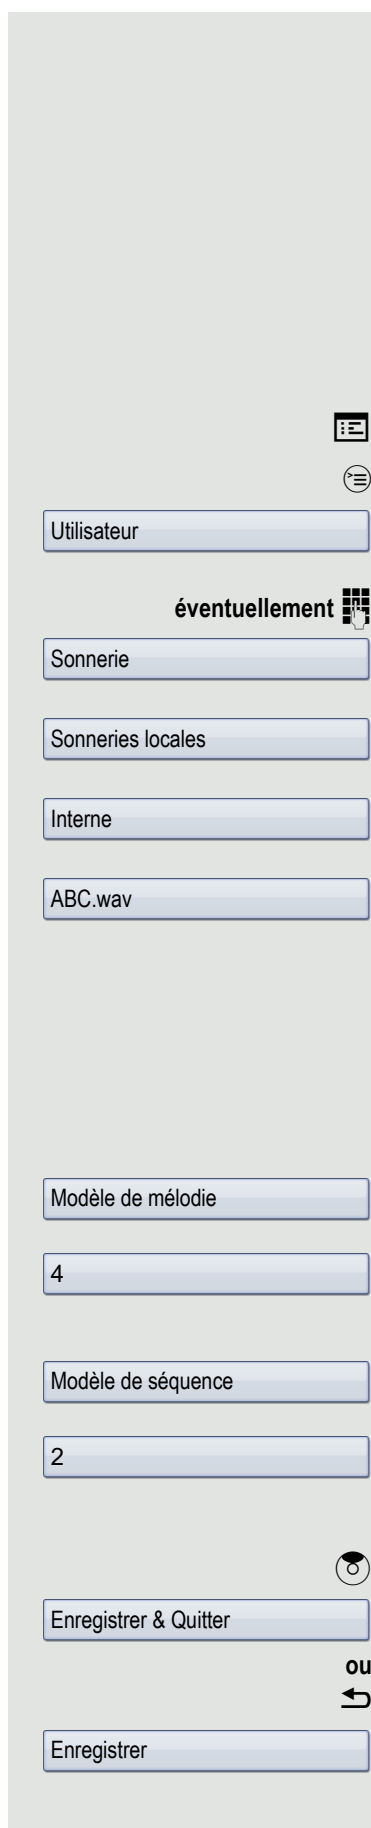 Utilisateur
éventuellement
Sonnerie
Sonneries locales
Interne
ABC.wav
Modèle de mélodie
4
Modèle de séquence
2
Enregistrer & Quitter
ou
Enregistrer